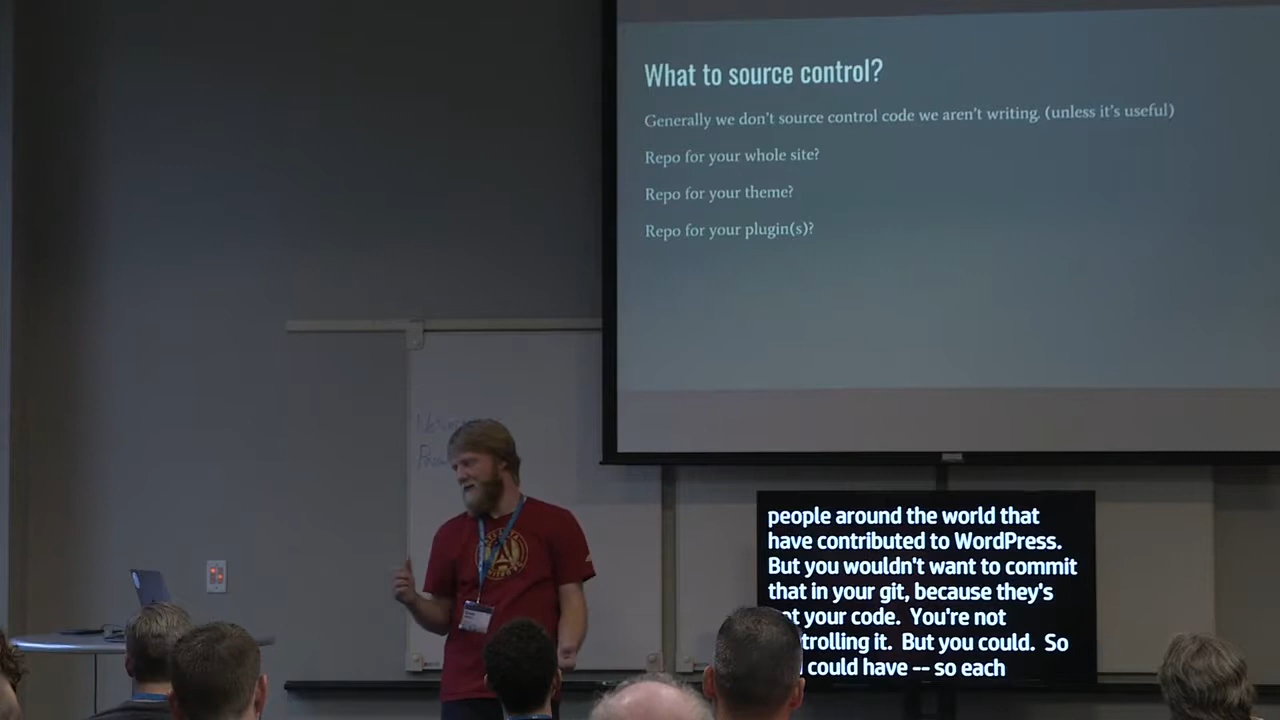 What to source control?
Generally we don't source control code we aren't writing. (unless it's useful)
Repo for your whole site?
Repo for your theme?
Repo for your plugin(s)?
people around the world that
have contributed to WordPress.
But you wouldn't want to commit
that in your git, because they's
your code. You're not
it. But you could. So
could have -- so each